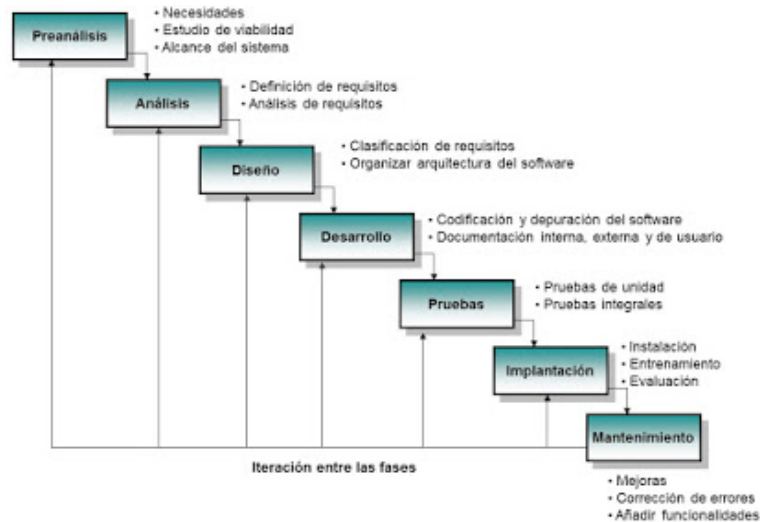 Preanálisis
• Necesidades
• Estudio de viabilidad
• Alcance del sistema
Análisis
• Definición de requisitos
• Análisis de requisitos
Diseño
• Clasificación de requisitos
• Organizar arquitectura del software
Desarrollo
• Codificación y depuración del software
• Documentación interna, externa y de usuario
Pruebas
• Pruebas de unidad
• Pruebas integrales
Implantación
• Instalación
• Entrenamiento
• Evaluación
Mantenimiento
Iteración entre las fases
• Mejoras
• Corrección de errores
• Añadir funcionalidades